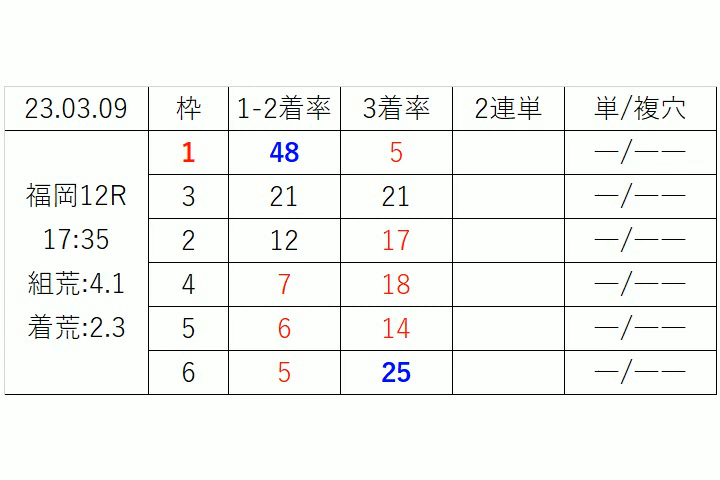 23.03.09 枠 1-2着率 3着率 2連単 単/複穴
1 48 5 ―/――
福岡12R 3 21 21 ―/――
17:35 2 12 17 ―/――
組荒:4.1 4 7 18 ―/――
着荒:2.3 5 6 14 ―/――
6 5 25 ―/――